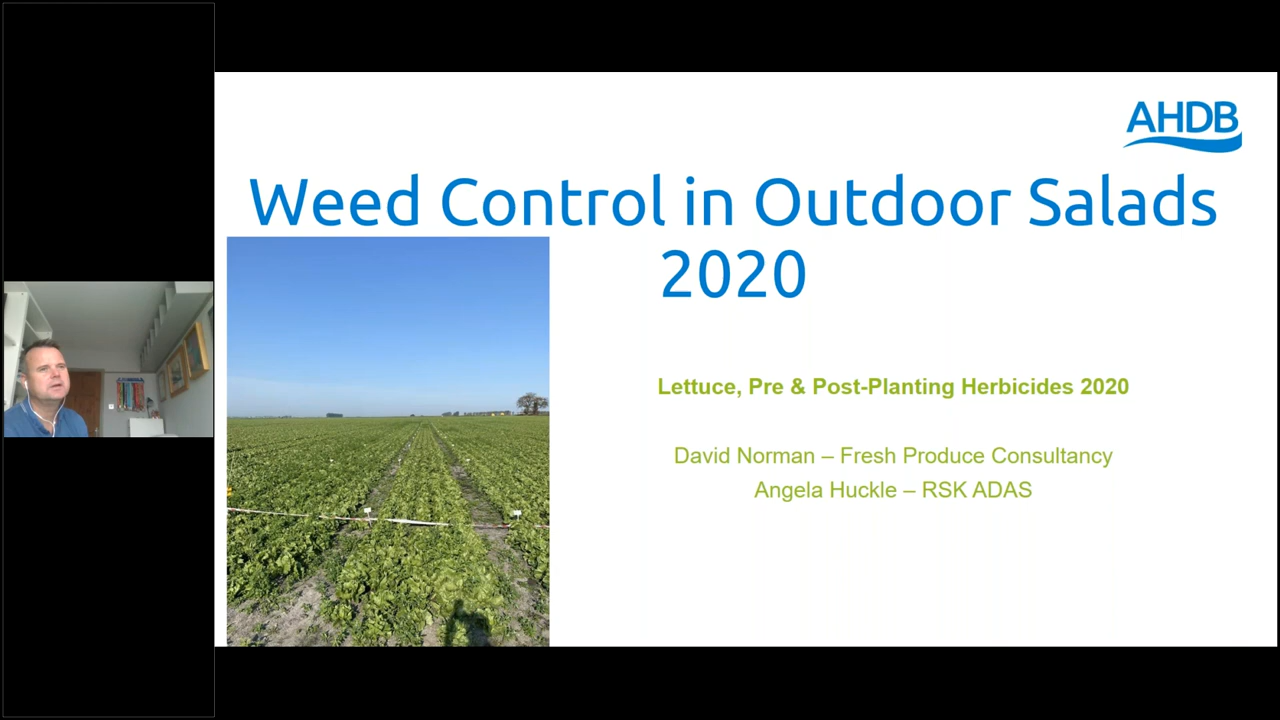 AHDB
Weed Control in Outdoor Salads
2020
Lettuce, Pre & Post-Planting Herbicides 2020
David Norman – Fresh Produce Consultancy
Angela Huckle – RSK ADAS